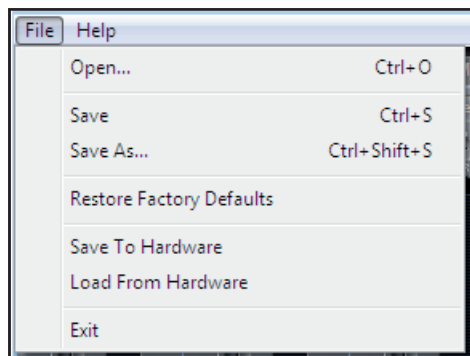 File Help
Open... Ctrl+O
Save Ctrl+S
Save As... Ctrl+Shift+S
Restore Factory Defaults
Save To Hardware
Load From Hardware
Exit